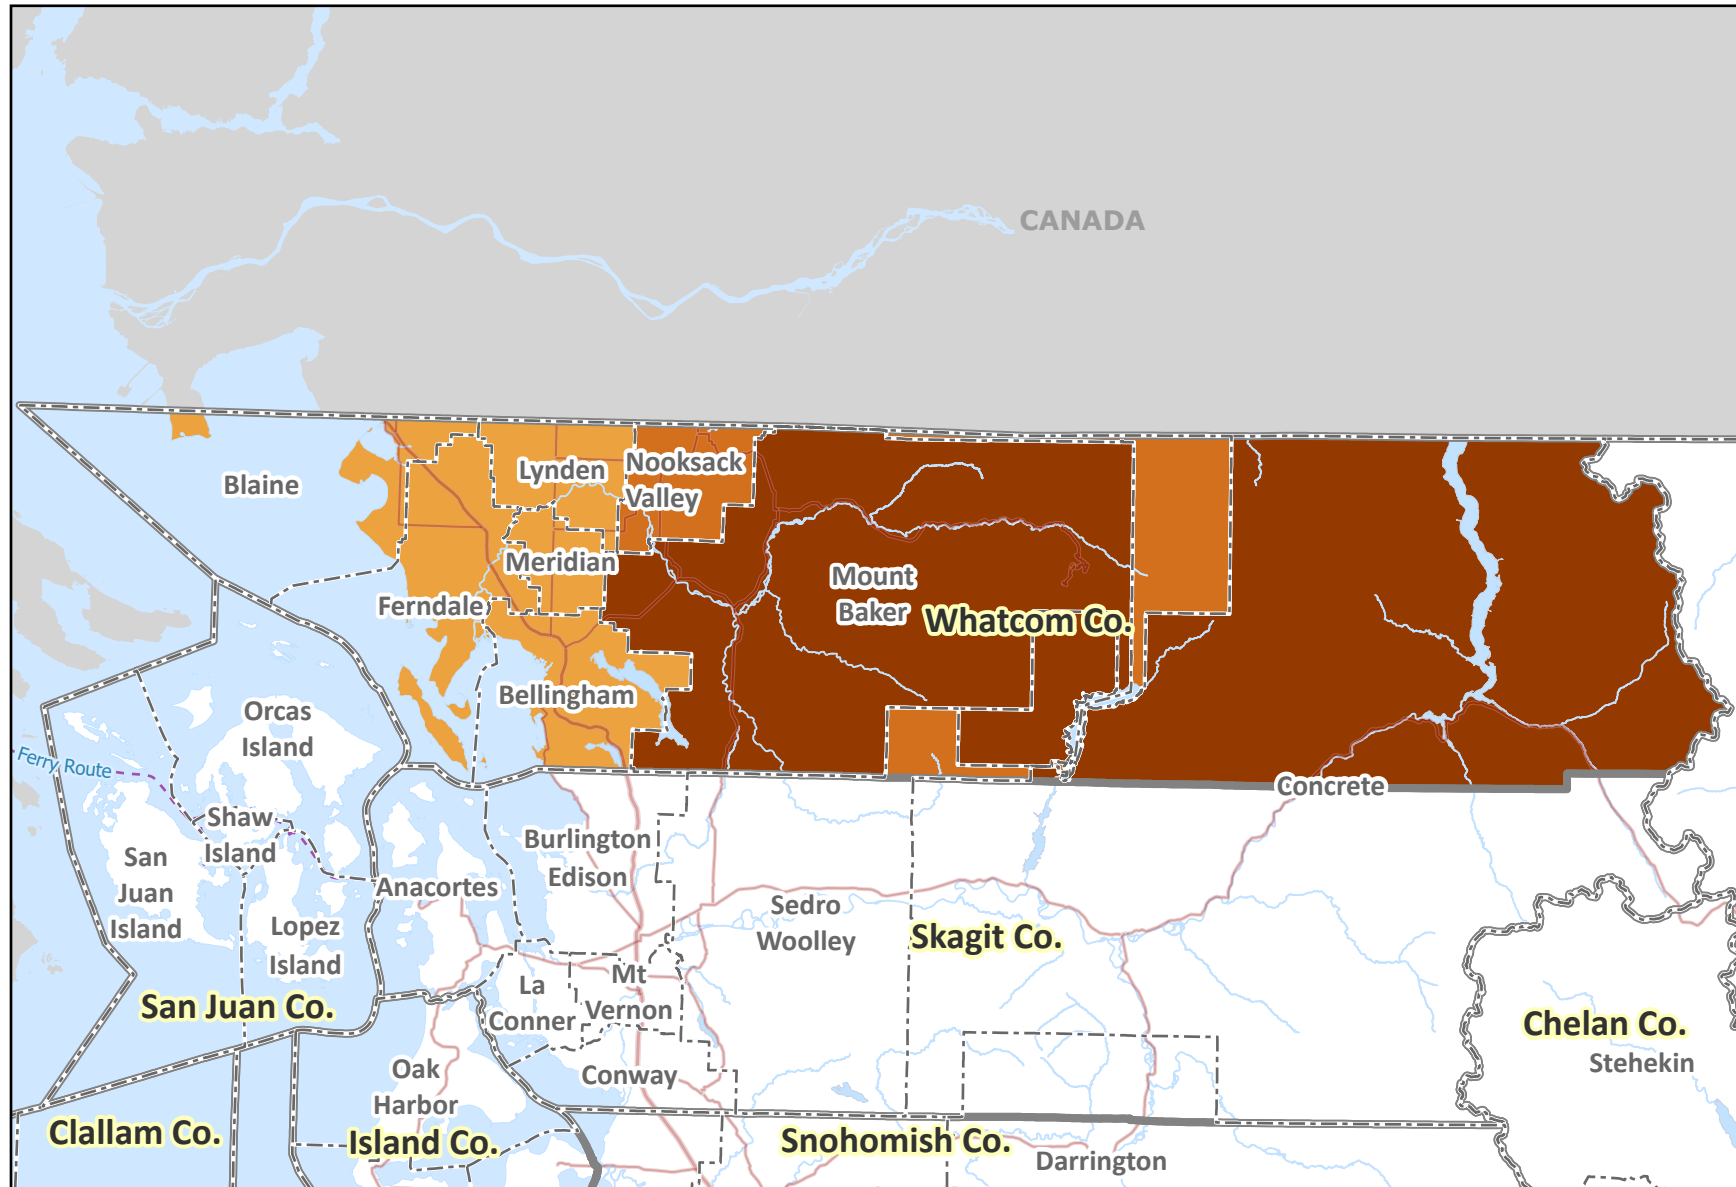 CANADA
Blaine
Lynden
Nooksack
Valley
Meridian
Ferndale
Mount
Baker
Whatcom Co.
Bellingham
Orcas
Island
Ferry Route
Concrete
Shaw
Island
San
Juan
Island
Lopez
Island
Anacortes
Burlington
Edison
Sedro
Woolley
Skagit Co.
San Juan Co.
La
Conner
Mt
Vernon
Chelan Co.
Stehekin
Oak
Harbor
Conway
Clallam Co.
Island Co.
Snohomish Co.
Darrington